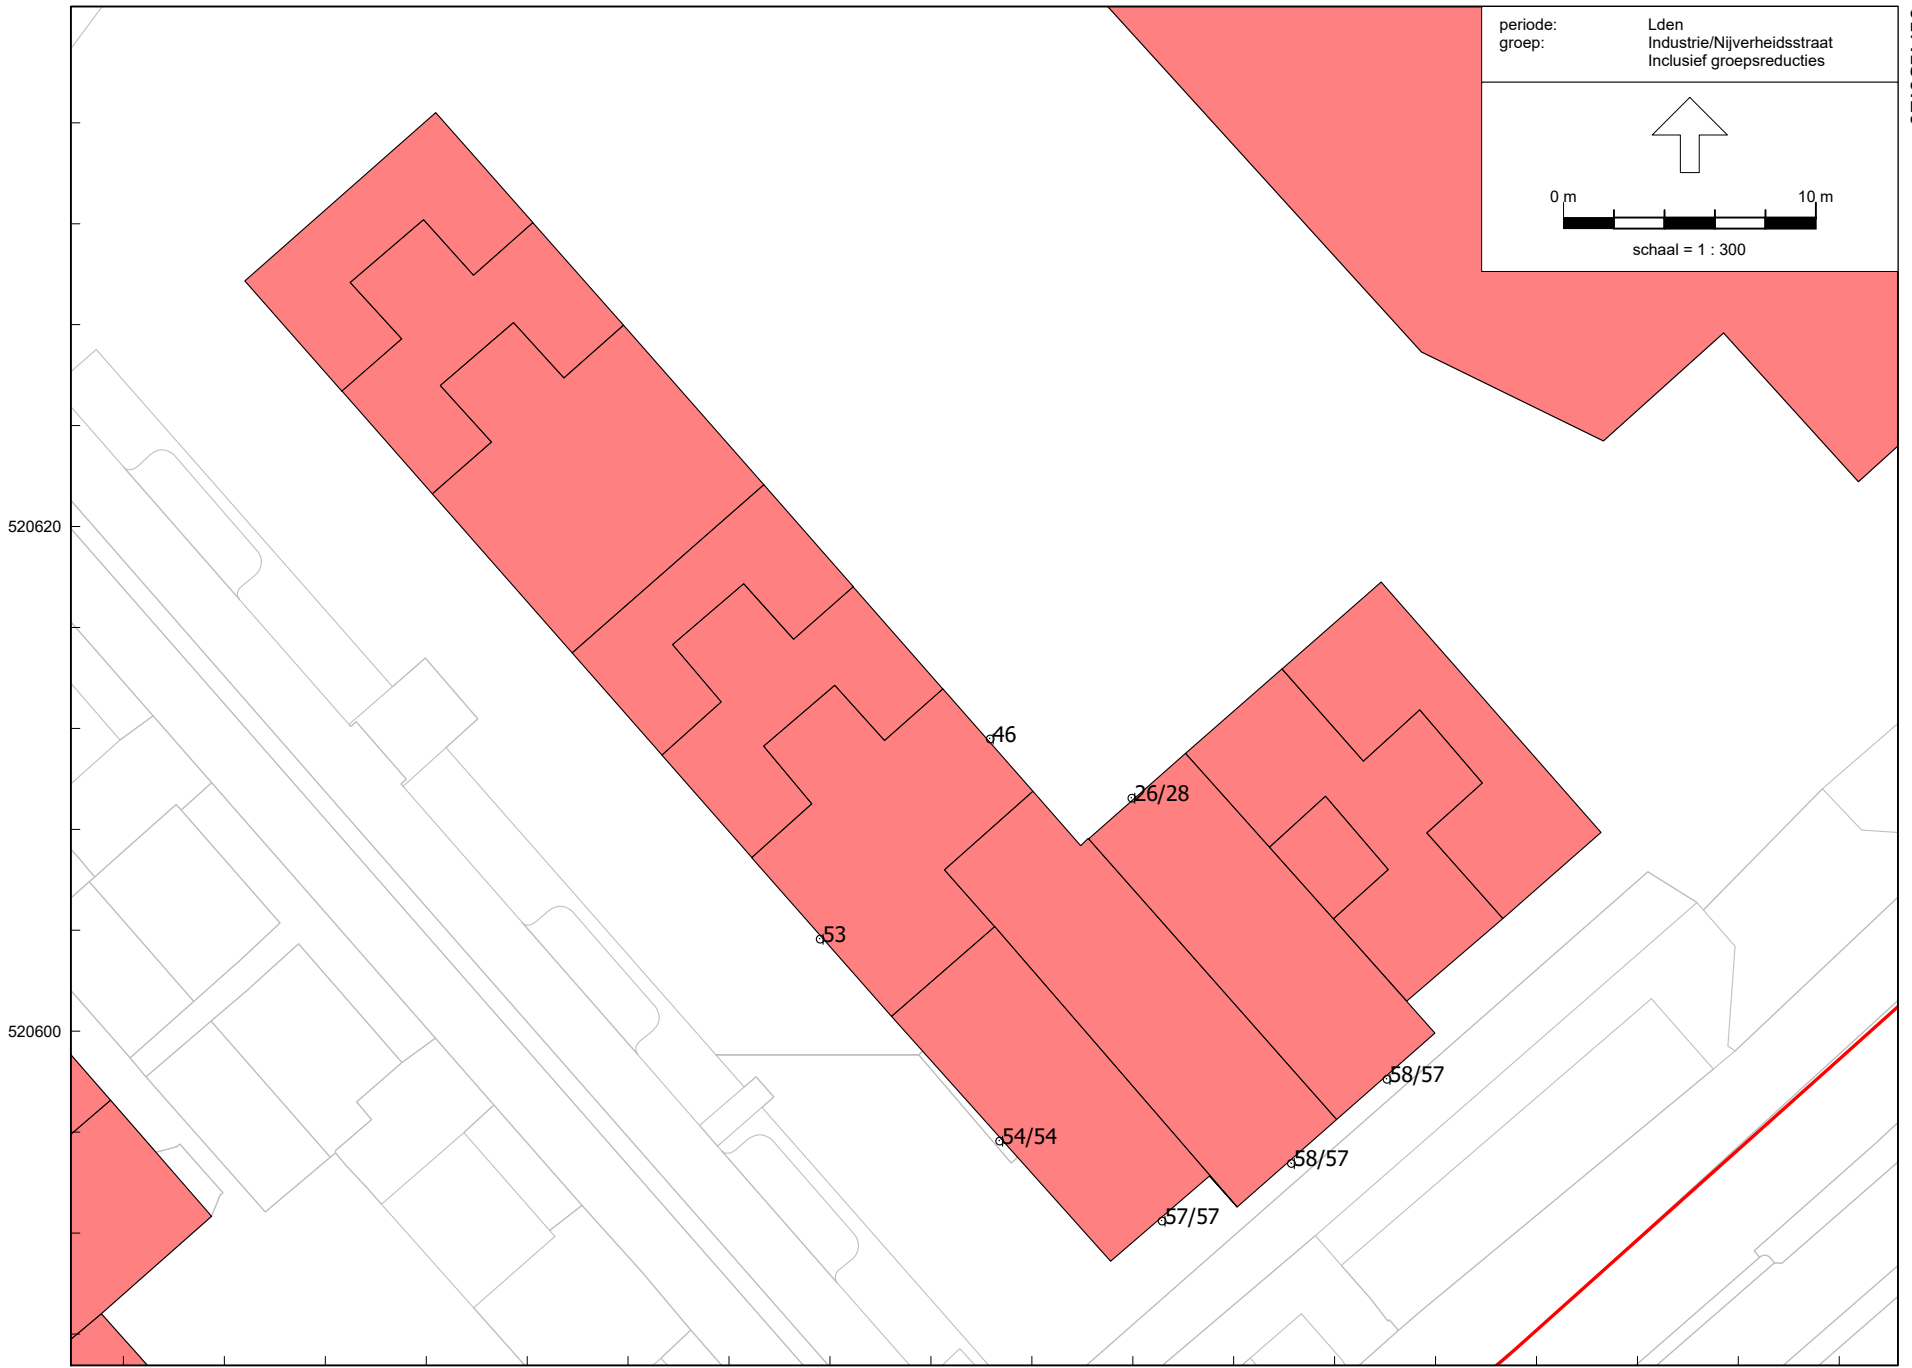 periode: Lden
groep: Industrie/Nijverheidsstraat
Inclusief groepsreducties
0 m 10 m
schaal = 1 : 300
520620
46
26/28
53
520600
58/57
54/54
58/57
57/57